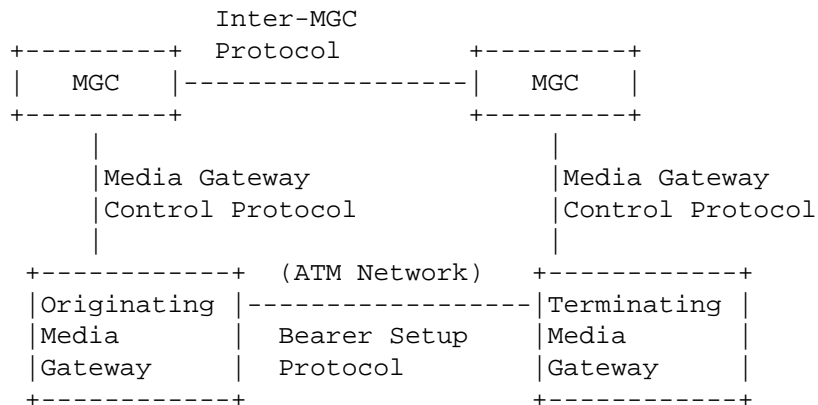 Inter-MGC
Protocol
MGC MGC
Media Gateway Media Gateway
Control Protocol Control Protocol
(ATM Network)
Originating Terminating
Media Bearer Setup Media
Gateway Protocol Gateway